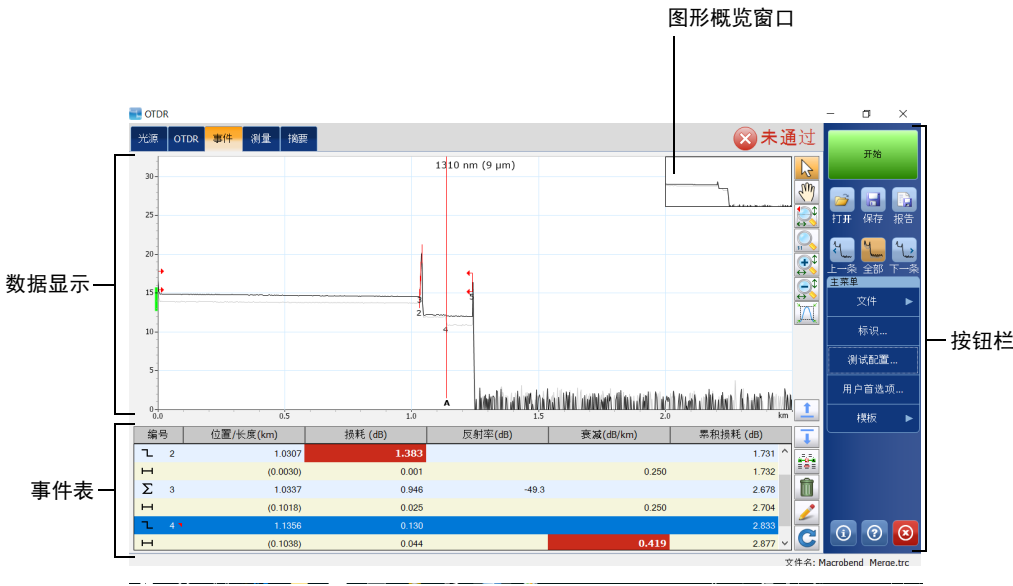 图形概览窗口
OTDR
光源 OTDR 事件 测量 摘要
未通过
开始
1310 nm (9 µm)
30
25
20
15
10
5
0
0.0 0.5 1.0 1.5 2.0 km
3
2
4
5
A
打开 保存 报告
上一条 全部 下一条
主菜单
文件
标识...
测试配置...
用户首选项...
模板
数据显示
按钮栏
事件表
编号 位置/长度(km) 损耗 (dB) 反射率(dB) 衰减(dB/km) 累积损耗 (dB)
2 1.0307 1.383 1.731
(0.0030) 0.001 0.250 1.732
Σ 3 1.0337 0.946 -49.3 2.678
(0.1018) 0.025 0.250 2.704
4 * 1.1356 0.130 2.833
(0.1038) 0.044 0.419 2.877
文件名: Macrobend_Merge.trc